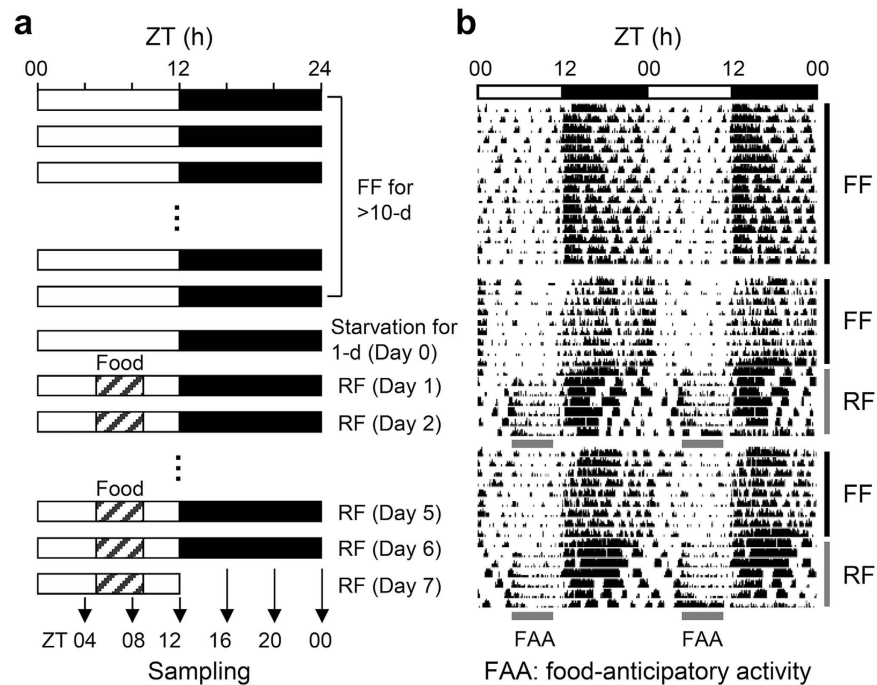 a
ZT (h)
00 12 24
FF for
>10-d
Starvation for
1-d (Day 0)
Food
RF (Day 1)
RF (Day 2)
Food
RF (Day 5)
RF (Day 6)
RF (Day 7)
ZT 04 08 12 16 20 00
Sampling
b
ZT (h)
00 12 00 12 00
FF
FF
RF
FF
RF
FAA FAA
FAA: food-anticipatory activity